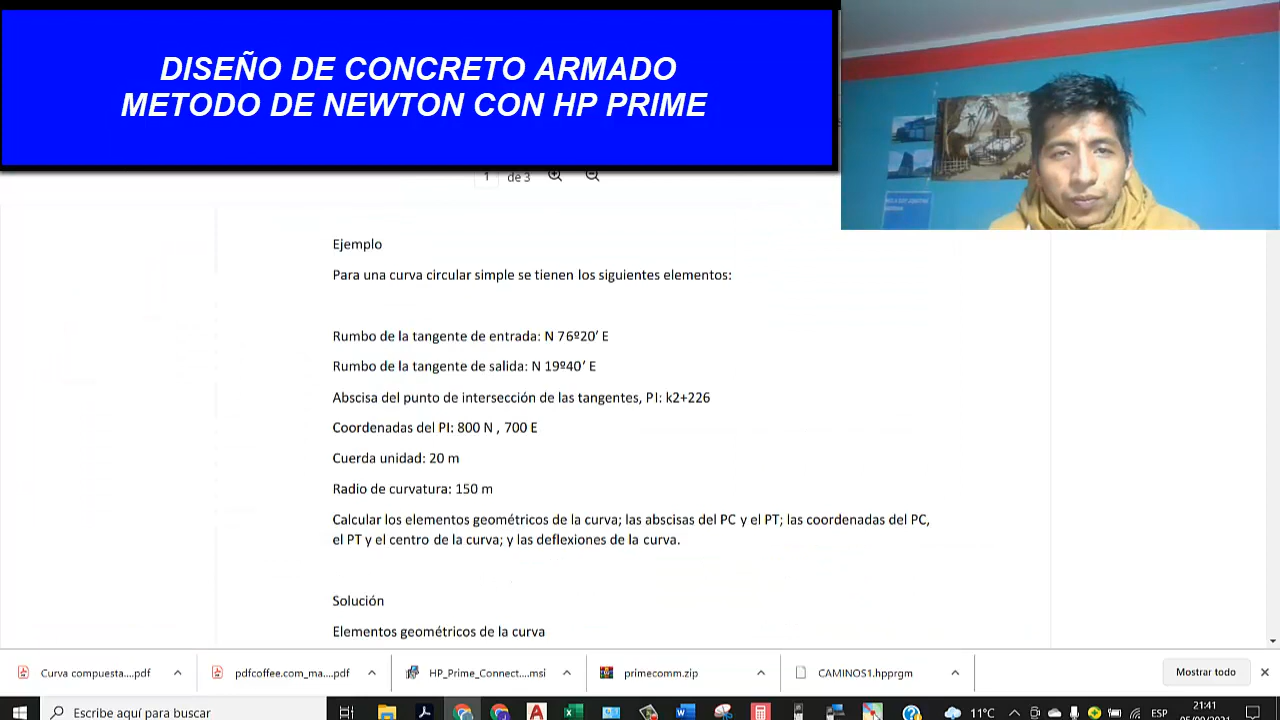 DISEÑO DE CONCRETO ARMADO
METODO DE NEWTON CON HP PRIME
1 de 3
Ejemplo
Para una curva circular simple se tienen los siguientes elementos:
Rumbo de la tangente de entrada: N 76º20’ E
Rumbo de la tangente de salida: N 19º40’ E
Abscisa del punto de intersección de las tangentes, PI: k2+226
Coordenadas del PI: 800 N , 700 E
Cuerda unidad: 20 m
Radio de curvatura: 150 m
Calcular los elementos geométricos de la curva; las abscisas del PC y el PT; las coordenadas del PC,
el PT y el centro de la curva; y las deflexiones de la curva.
Solución
Elementos geométricos de la curva
Curva compuesta....pdf
pdfcoffee.com_ma....pdf
HP_Prime_Connect....msi
primecomm.zip
CAMINOS1.hpprgm
Mostrar todo
Escribe aquí para buscar
11°C
ESP
21:41